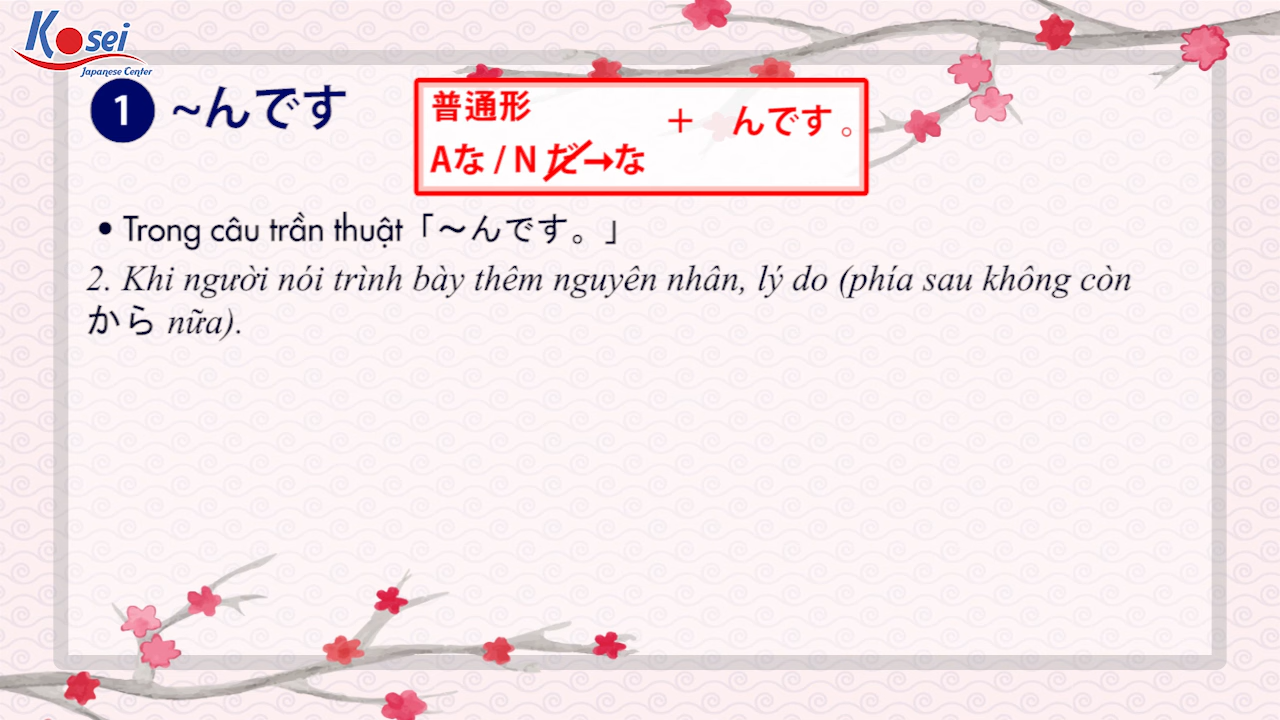 Kosei
Japanese Center
1 ~んです
普通形
Aな / N だ→な
+ んです。
• Trong câu trần thuật「～んです。」
2. Khi người nói trình bày thêm nguyên nhân, lý do (phía sau không còn
から nữa).